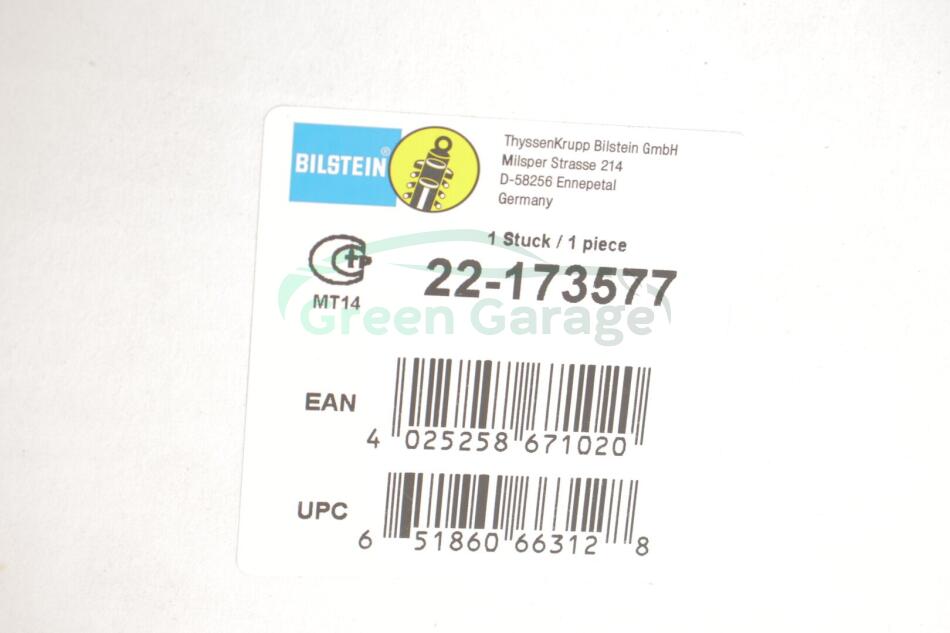 BILSTEIN®
ThyssenKrupp Bilstein GmbH
Milsper Strasse 214
D-58256 Ennepetal
Germany
1 Stuck / 1 piece
22-173577
MT14
Green Garage
EAN
4 025258 671020
UPC
6 51860 66312 8